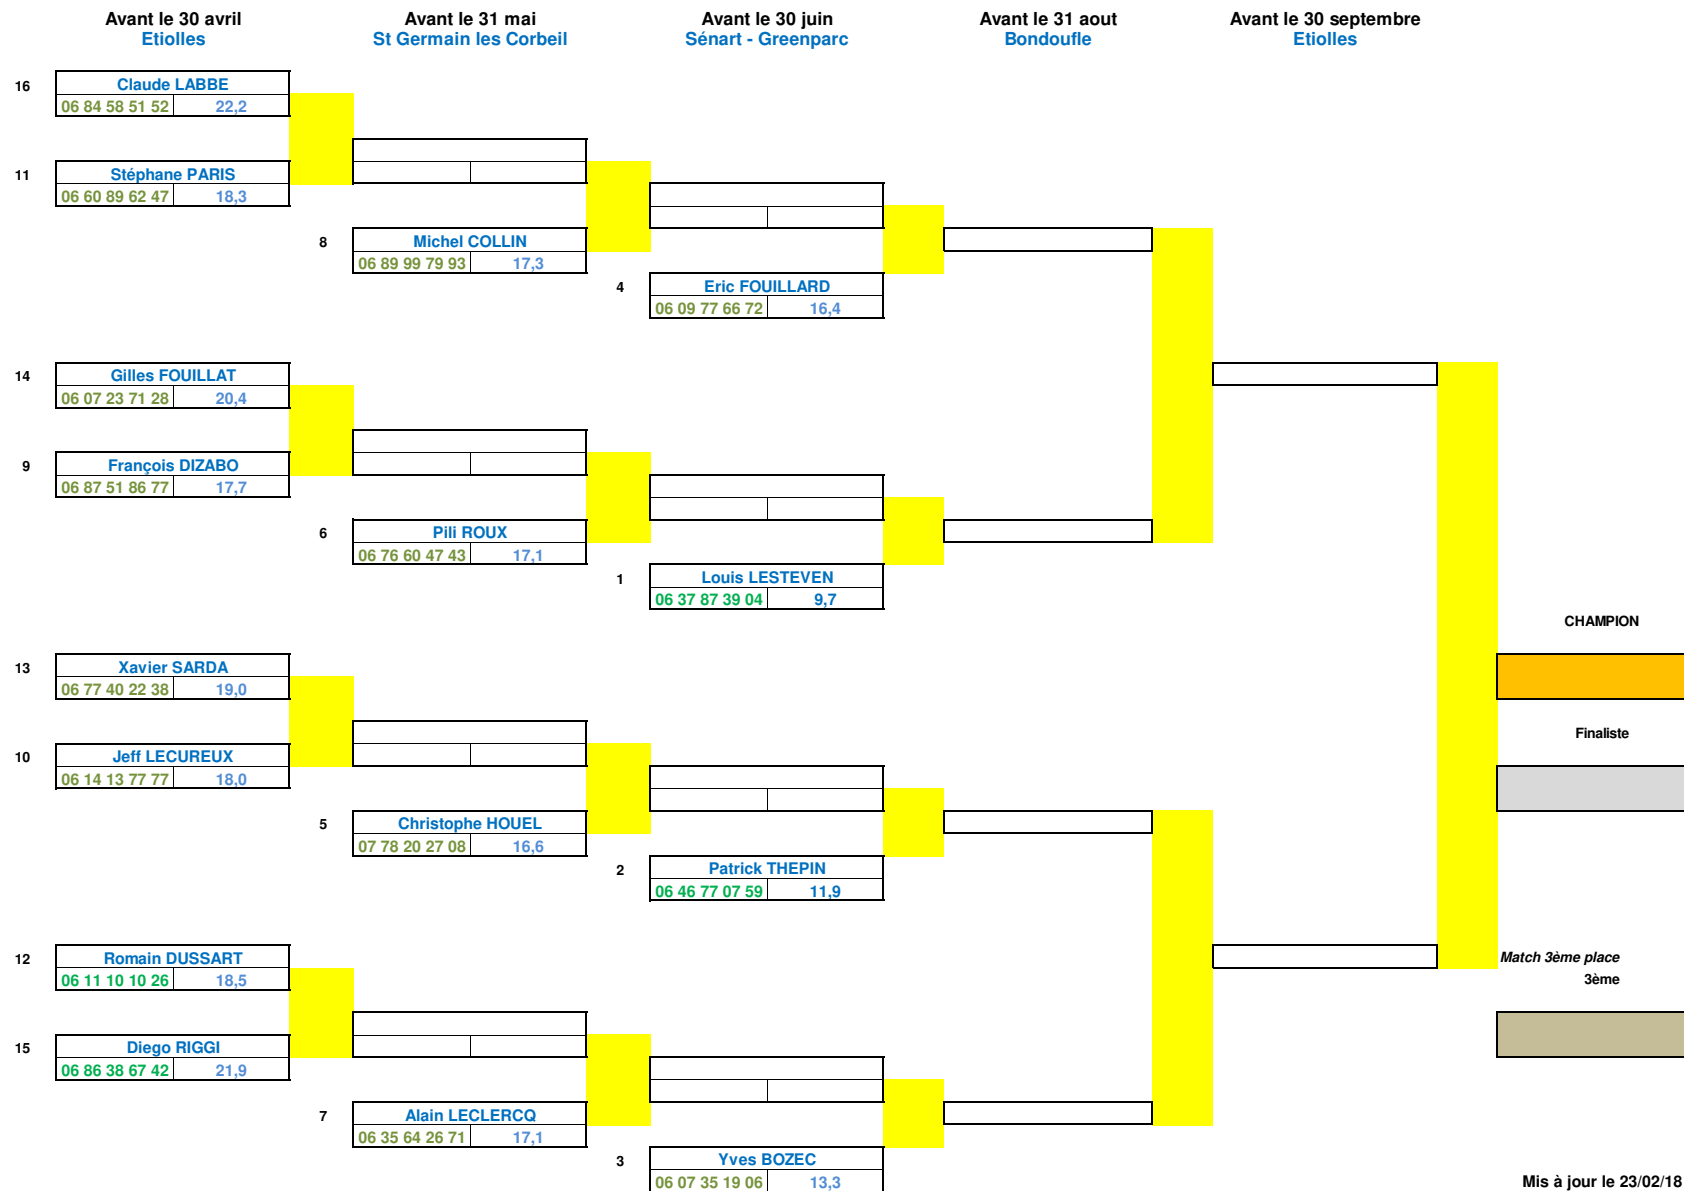 Avant le 30 avril Avant le 31 mai Avant le 30 juin Avant le 31 aout Avant le 30 septembre
Etiolles St Germain les Corbeil Sénart - Greenparc Bondoufle Etiolles
16 Claude LABBE
06 84 58 51 52 22,2
11 Stéphane PARIS
06 60 89 62 47 18,3
8 Michel COLLIN
06 89 99 79 93 17,3
4 Eric FOUILLARD
06 09 77 66 72 16,4
14 Gilles FOUILLAT
06 07 23 71 28 20,4
9 François DIZABO
06 87 51 86 77 17,7
6 Pili ROUX
06 76 60 47 43 17,1
1 Louis LESTEVEN
06 37 87 39 04 9,7
CHAMPION
13 Xavier SARDA
06 77 40 22 38 19,0
Finaliste
10 Jeff LECUREUX
06 14 13 77 77 18,0
5 Christophe HOUEL
07 78 20 27 08 16,6
2 Patrick THEPIN
06 46 77 07 59 11,9
12 Romain DUSSART Match 3ème place
06 11 10 10 26 18,5 3ème
15 Diego RIGGI
06 86 38 67 42 21,9
7 Alain LECLERCQ
06 35 64 26 71 17,1
3 Yves BOZEC
06 07 35 19 06 13,3 Mis à jour le 23/02/18